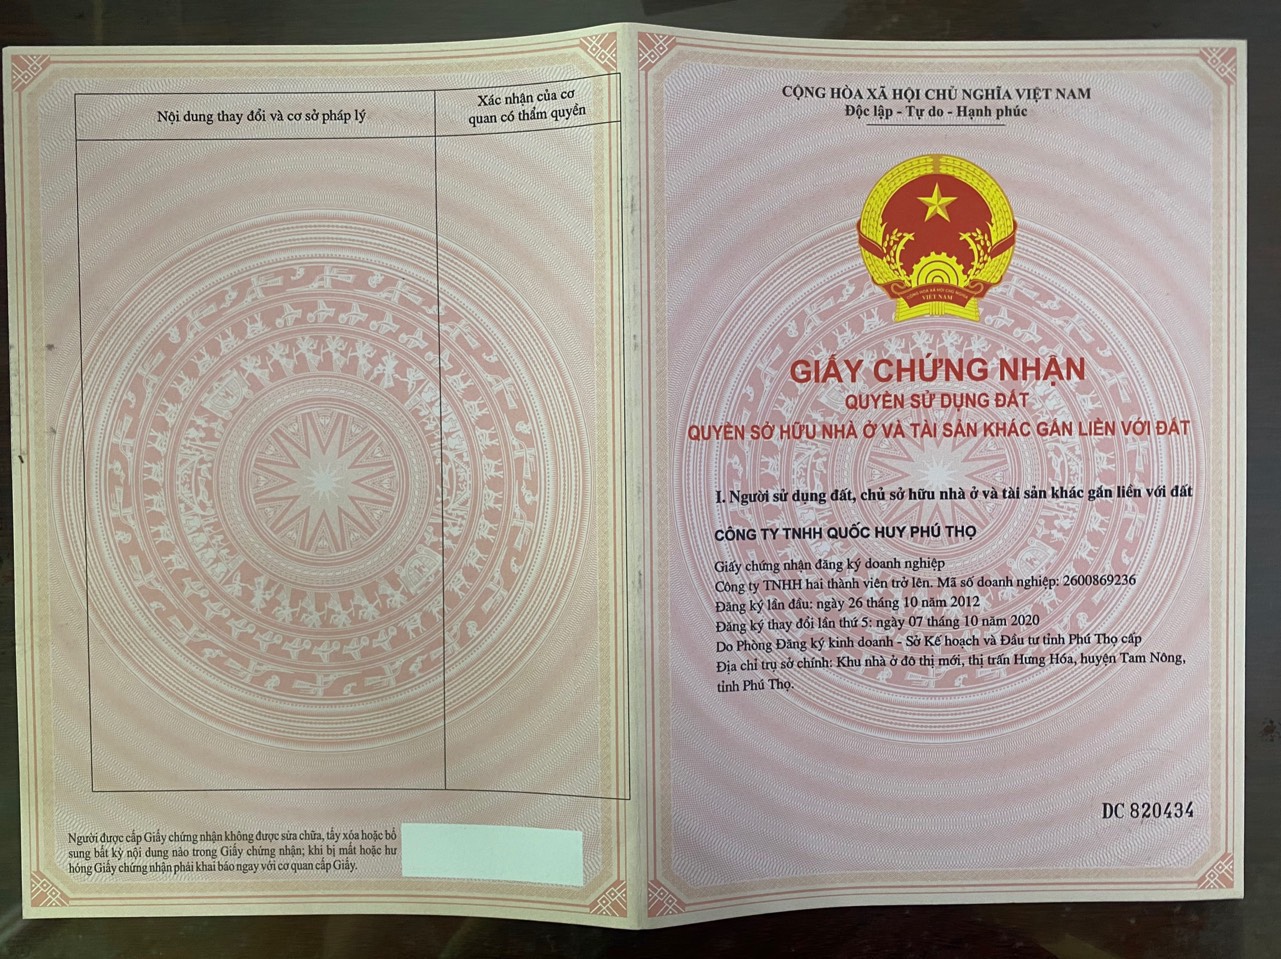 Nội dung thay đổi và cơ sở pháp lý
Xác nhận của cơ
quan có thẩm quyền
Người được cấp Giấy chứng nhận không được sửa chữa, tẩy xóa hoặc bổ
sung bất kỳ nội dung nào trong Giấy chứng nhận; khi bị mất hoặc hư
hỏng Giấy chứng nhận phải khai báo ngay với cơ quan cấp Giấy.
CỘNG HÒA XÃ HỘI CHỦ NGHĨA VIỆT NAM
Độc lập - Tự do - Hạnh phúc
VIỆT NAM
GIẤY CHỨNG NHẬN
QUYỀN SỬ DỤNG ĐẤT
QUYỀN SỞ HỮU NHÀ Ở VÀ TÀI SẢN KHÁC GẮN LIỀN VỚI ĐẤT
I. Người sử dụng đất, chủ sở hữu nhà ở và tài sản khác gắn liền với đất
CÔNG TY TNHH QUỐC HUY PHÚ THỌ
Giấy chứng nhận đăng ký doanh nghiệp
Công ty TNHH hai thành viên trở lên. Mã số doanh nghiệp: 2600869236
Đăng ký lần đầu: ngày 26 tháng 10 năm 2012
Đăng ký thay đổi lần thứ 5: ngày 07 tháng 10 năm 2020
Do Phòng Đăng ký kinh doanh - Sở Kế hoạch và Đầu tư tỉnh Phú Thọ cấp
Địa chỉ trụ sở chính: Khu nhà ở đô thị mới, thị trấn Hưng Hóa, huyện Tam Nông,
tỉnh Phú Thọ.
DC 820434